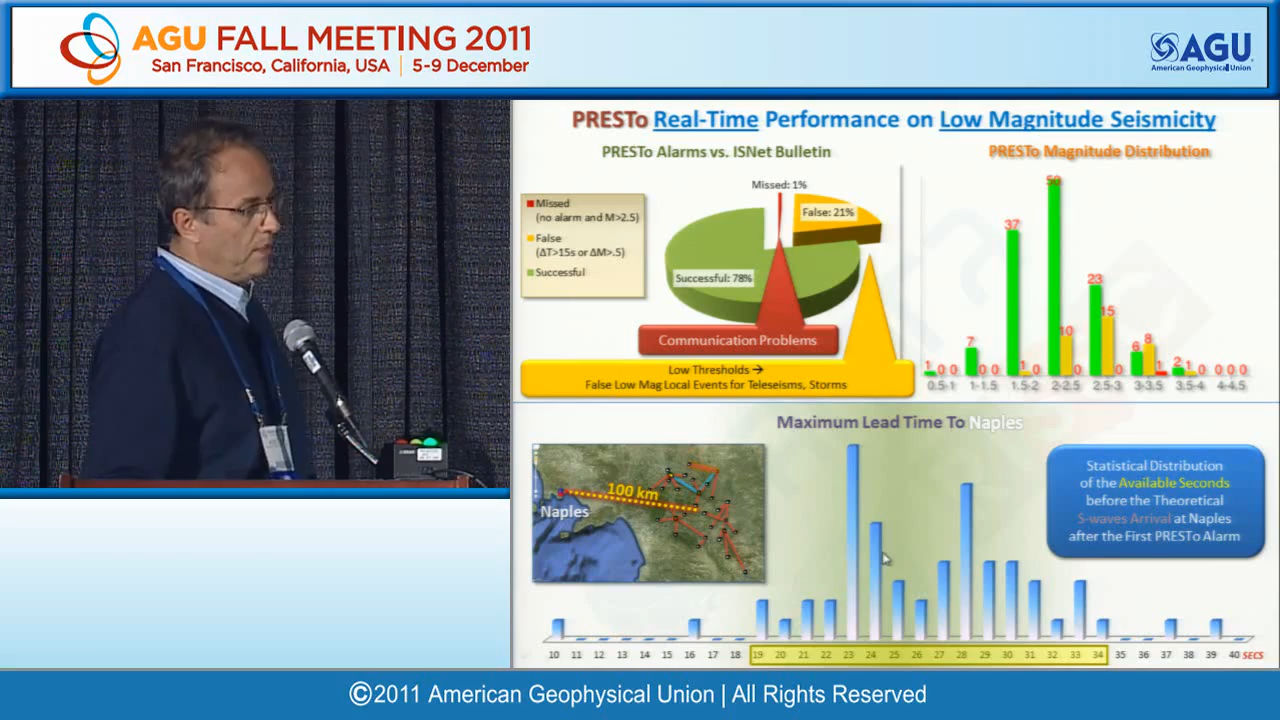 AGU FALL MEETING 2011
San Francisco, California, USA | 5-9 December
AGU
American Geophysical Union
PRESTo Real-Time Performance on Low Magnitude Seismicity
PRESTo Alarms vs. ISNet Bulletin
Missed
(no alarm and M>2.5)
False
(ΔT>15s or ΔM>.5)
Successful
Missed: 1%
False: 21%
Successful: 78%
Communication Problems
Low Thresholds →
False Low Mag Local Events for Teleseisms, Storms
PRESTo Magnitude Distribution
1 0 0 7 0 0 37 1 0 50 10 0 23 15 0 6 8 1 2 1 0 0 0 0
0.5-1 1-1.5 1.5-2 2-2.5 2.5-3 3-3.5 3.5-4 4-4.5
Maximum Lead Time To Naples
100 km
Naples
Statistical Distribution
of the Available Seconds
before the Theoretical
S-waves Arrival at Naples
after the First PRESTo Alarm
10 11 12 13 14 15 16 17 18 19 20 21 22 23 24 25 26 27 28 29 30 31 32 33 34 35 36 37 38 39 40 SECS
©2011 American Geophysical Union | All Rights Reserved